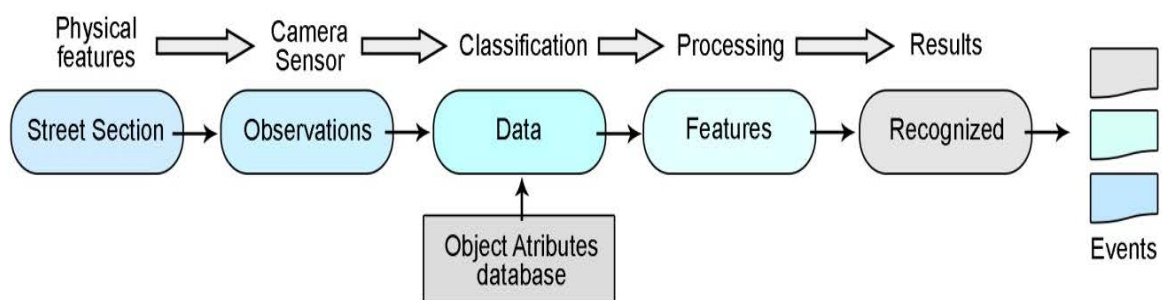 Physical
features
Camera
Sensor
Classification
Processing
Results
Street Section
Observations
Data
Features
Recognized
Object Atributes
database
Events